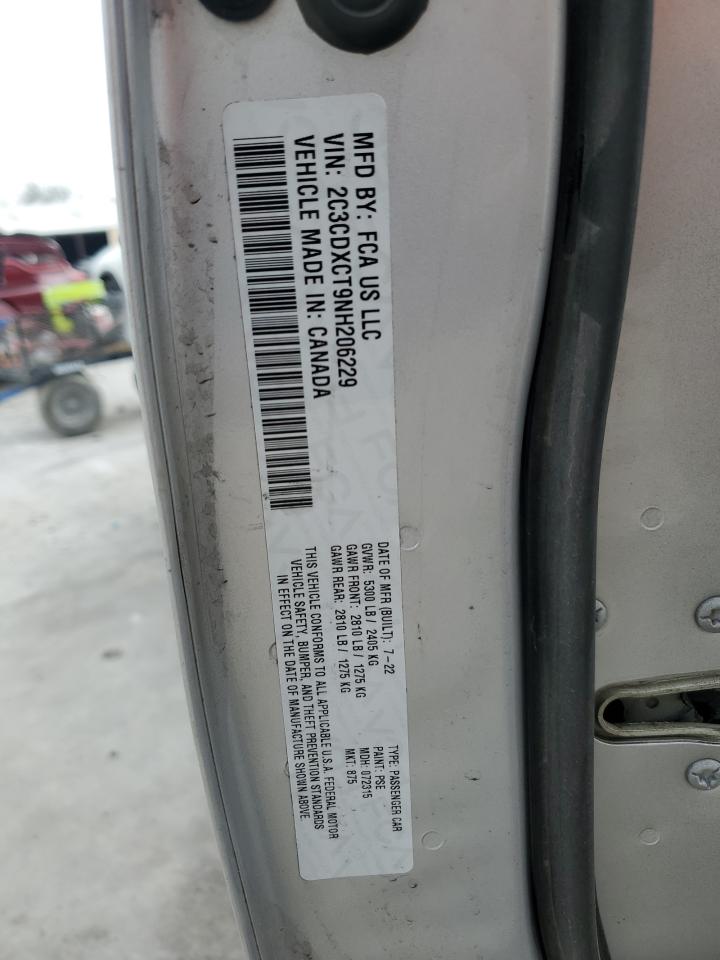 MFD BY: FCA US LLC
VIN: 2C3CDXCT9NH206229
VEHICLE MADE IN: CANADA
DATE OF MFR (BUILT): 7-22
GVWR: 5300 LB / 2405 KG
GAWR FRONT: 2810 LB / 1275 KG
GAWR REAR: 2810 LB / 1275 KG
TYPE: PASSENGER CAR
PAINT: PSE
MDH: 072315
MKT: 875
THIS VEHICLE CONFORMS TO ALL APPLICABLE U.S.A. FEDERAL MOTOR
VEHICLE SAFETY, BUMPER, AND THEFT PREVENTION STANDARDS
IN EFFECT ON THE DATE OF MANUFACTURE SHOWN ABOVE.